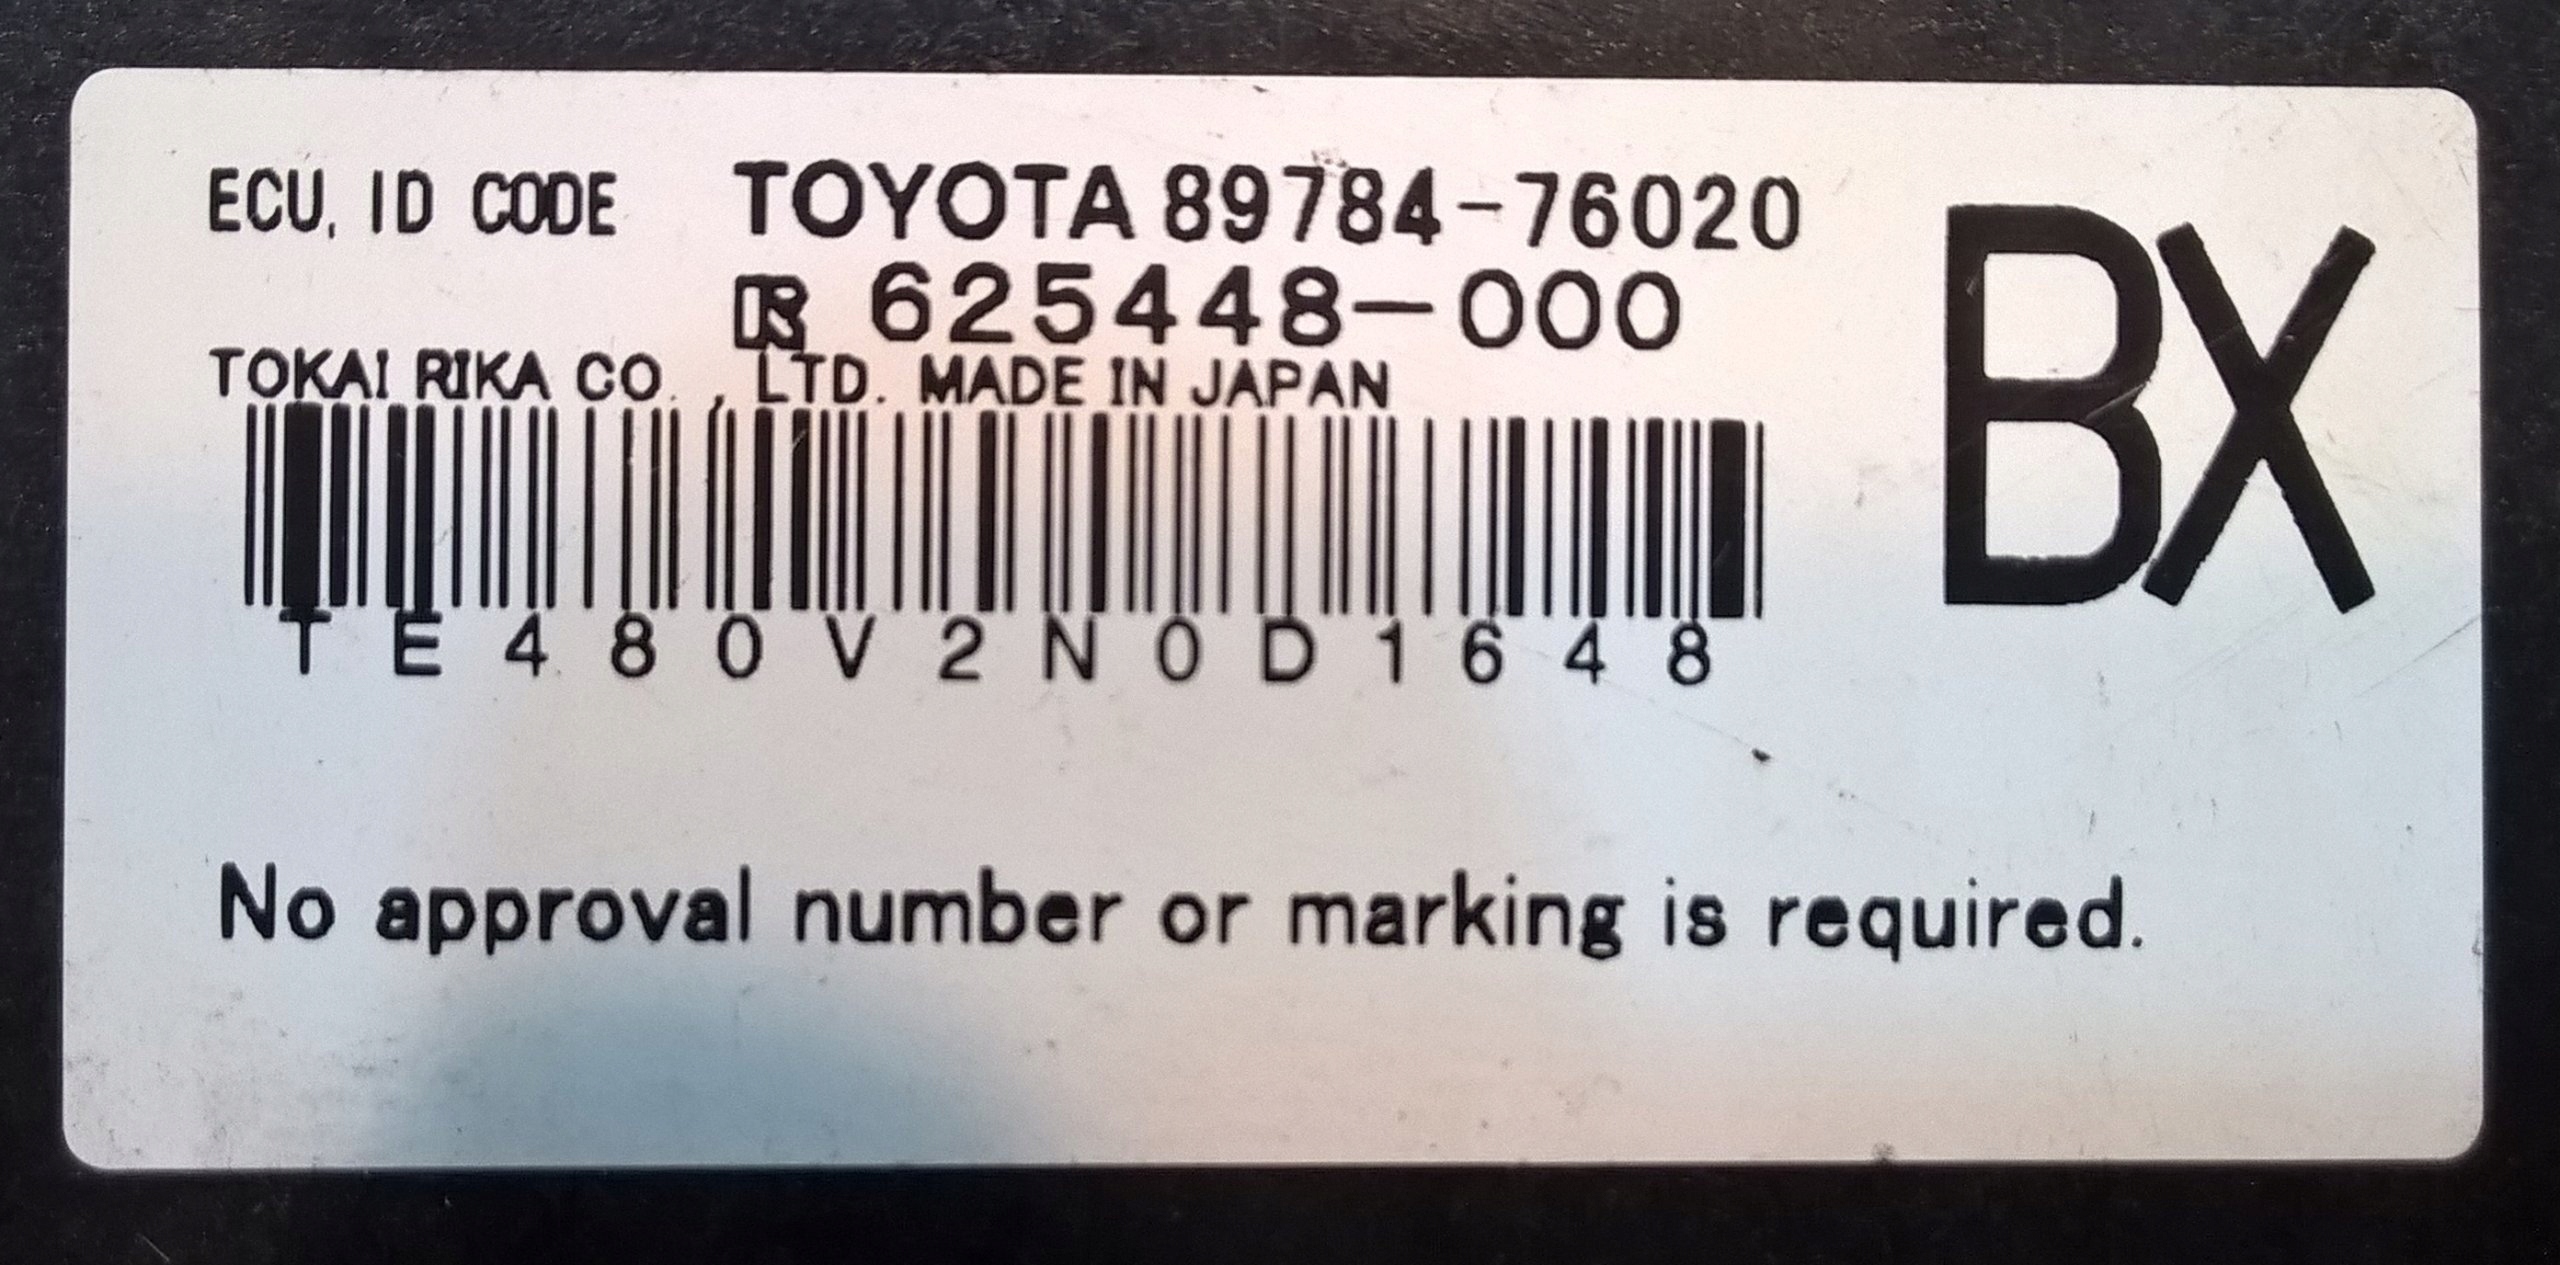 ECU, ID CODE TOYOTA 89784-76020
625448-000
TOKAI RIKA CO., LTD. MADE IN JAPAN
TE480V2N0D1648
BX
No approval number or marking is required.